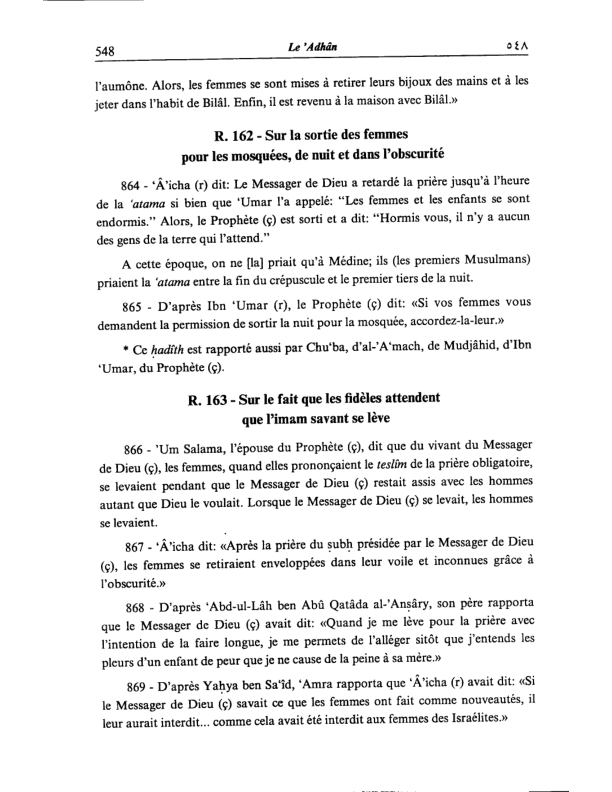 548 Le 'Adhân ٥٤٨
l'aumône. Alors, les femmes se sont mises à retirer leurs bijoux des mains et à les
jeter dans l'habit de Bilâl. Enfin, il est revenu à la maison avec Bilâl.»
R. 162 - Sur la sortie des femmes
pour les mosquées, de nuit et dans l'obscurité
864 - ‘Â'icha (r) dit: Le Messager de Dieu a retardé la prière jusqu'à l'heure
de la ‘atama si bien que ‘Umar l'a appelé: “Les femmes et les enfants se sont
endormis.” Alors, le Prophète (ç) est sorti et a dit: “Hormis vous, il n'y a aucun
des gens de la terre qui l'attend.”
A cette époque, on ne [la] priait qu'à Médine; ils (les premiers Musulmans)
priaient la ‘atama entre la fin du crépuscule et le premier tiers de la nuit.
865 - D'après Ibn ‘Umar (r), le Prophète (ç) dit: «Si vos femmes vous
demandent la permission de sortir la nuit pour la mosquée, accordez-la-leur.»
* Ce ḥadîth est rapporté aussi par Chu‘ba, d'al-'A‘mach, de Mudjâhid, d'Ibn
‘Umar, du Prophète (ç).
R. 163 - Sur le fait que les fidèles attendent
que l'imam savant se lève
866 - 'Um Salama, l'épouse du Prophète (ç), dit que du vivant du Messager
de Dieu (ç), les femmes, quand elles prononçaient le teslîm de la prière obligatoire,
se levaient pendant que le Messager de Dieu (ç) restait assis avec les hommes
autant que Dieu le voulait. Lorsque le Messager de Dieu (ç) se levait, les hommes
se levaient.
867 - ‘Â'icha dit: «Après la prière du ṣubḥ présidée par le Messager de Dieu
(ç), les femmes se retiraient enveloppées dans leur voile et inconnues grâce à
l'obscurité.»
868 - D'après ‘Abd-ul-Lâh ben Abû Qatâda al-'Anṣâry, son père rapporta
que le Messager de Dieu (ç) avait dit: «Quand je me lève pour la prière avec
l'intention de la faire longue, je me permets de l'alléger sitôt que j'entends les
pleurs d'un enfant de peur que je ne cause de la peine à sa mère.»
869 - D'après Yaḥya ben Sa‘îd, ‘Amra rapporta que ‘Â'icha (r) avait dit: «Si
le Messager de Dieu (ç) savait ce que les femmes ont fait comme nouveautés, il
leur aurait interdit... comme cela avait été interdit aux femmes des Israélites.»